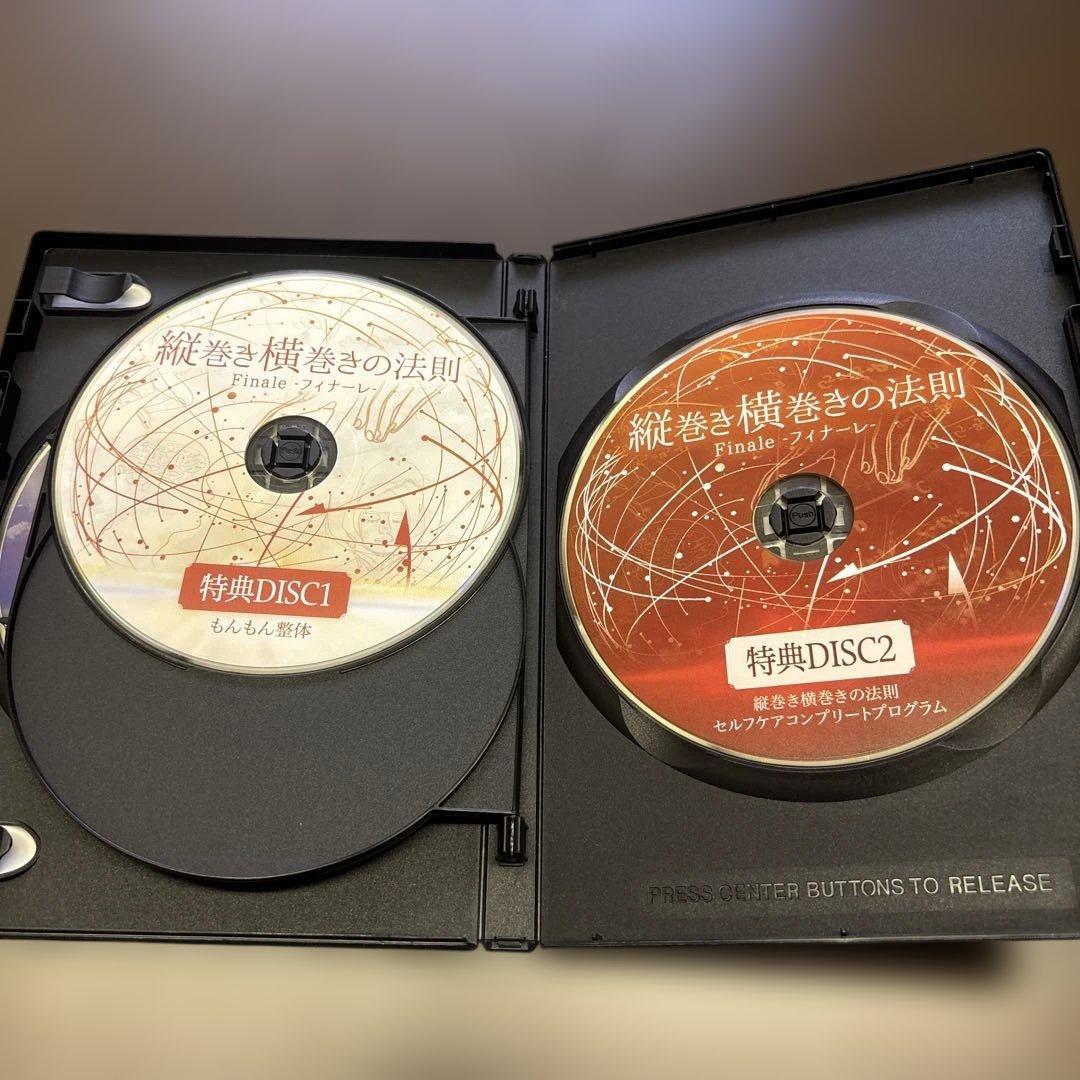 縦巻き横巻きの法則
Finale -フィナーレ-
特典DISC1
もんもん整体
縦巻き横巻きの法則
Finale -フィナーレ-
Push
特典DISC2
縦巻き横巻きの法則
セルフケアコンプリートプログラム
PRESS CENTER BUTTONS TO RELEASE